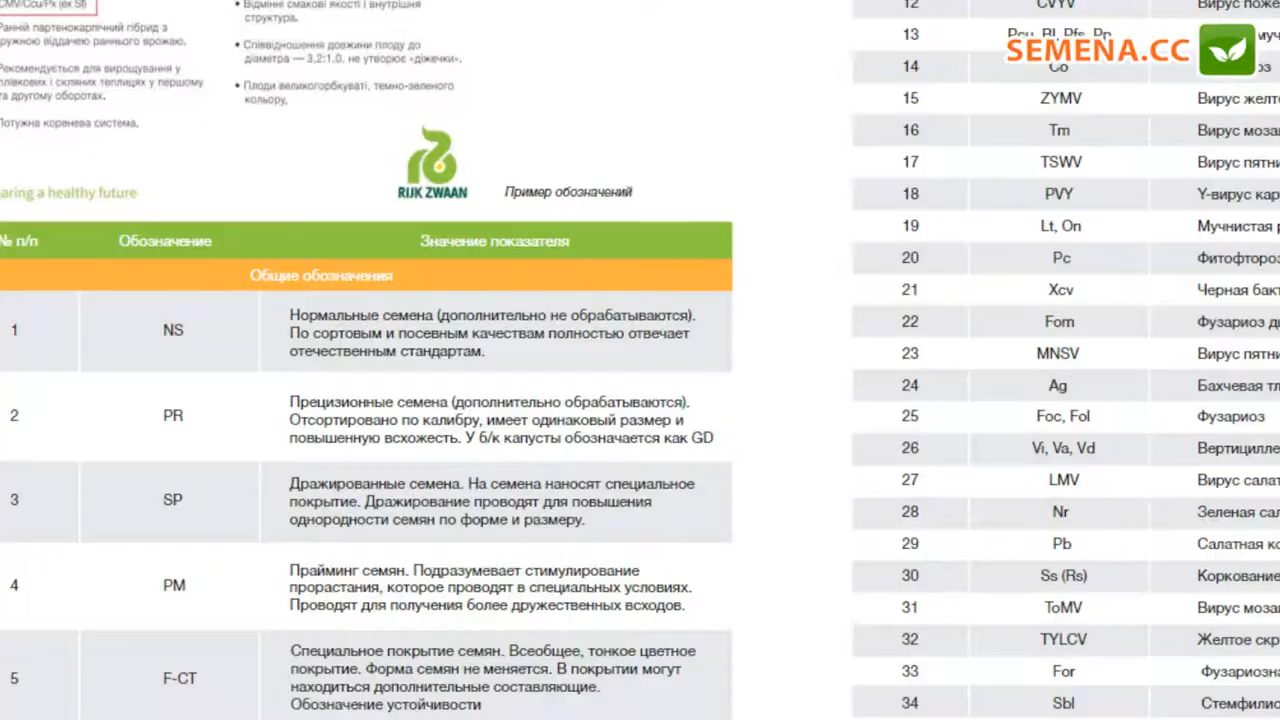 CMV/Ccu/Px (ex Sf)
Ранній партенокарпічний гібрид з
дружною віддачею раннього врожаю.
Рекомендується для вирощування у
плівкових і скляних теплицях у першому
та другому оборотах.
Потужна коренева система.
• Відмінні смакові якості і внутрішня
структура.
• Співвідношення довжини плоду до
діаметра — 3,2:1.0, не утворює «діжечки».
• Плоди великогорбкуваті, темно-зеленого
кольору.
aring a healthy future
RIJK ZWAAN
Пример обозначений
№ п/п Обозначение Значение показателя
Общие обозначения
1 NS Нормальные семена (дополнительно не обрабатываются).
По сортовым и посевным качествам полностью отвечает
отечественным стандартам.
2 PR Прецизионные семена (дополнительно обрабатываются).
Отсортировано по калибру, имеет одинаковый размер и
повышенную всхожесть. У б/к капусты обозначается как GD
3 SP Дражированные семена. На семена наносят специальное
покрытие. Дражирование проводят для повышения
однородности семян по форме и размеру.
4 PM Прайминг семян. Подразумевает стимулирование
прорастания, которое проводят в специальных условиях.
Проводят для получения более дружественных всходов.
5 F-CT Специальное покрытие семян. Всеобщее, тонкое цветное
покрытие. Форма семян не меняется. В покрытии могут
находиться дополнительные составляющие.
Обозначение устойчивости
12 CVYV Вирус
13
SEMENA.CC
14 Co
15 ZYMV Вирус желт
16 Tm Вирус моза
17 TSWV Вирус пятни
18 PVY Y-вирус кар
19 Lt, On Мучнистая р
20 Pc Фитофтороз
21 Xcv Черная бакт
22 Fom Фузариоз д
23 MNSV Вирус пятни
24 Ag Бахчевая тл
25 Foc, Fol Фузариоз
26 Vi, Va, Vd Вертицилле
27 LMV Вирус салат
28 Nr Зеленая сал
29 Pb Салатная ко
30 Ss (Rs) Коркование
31 ToMV Вирус моза
32 TYLCV Желтое скр
33 For Фузариозна
34 Sbl Стемфилио